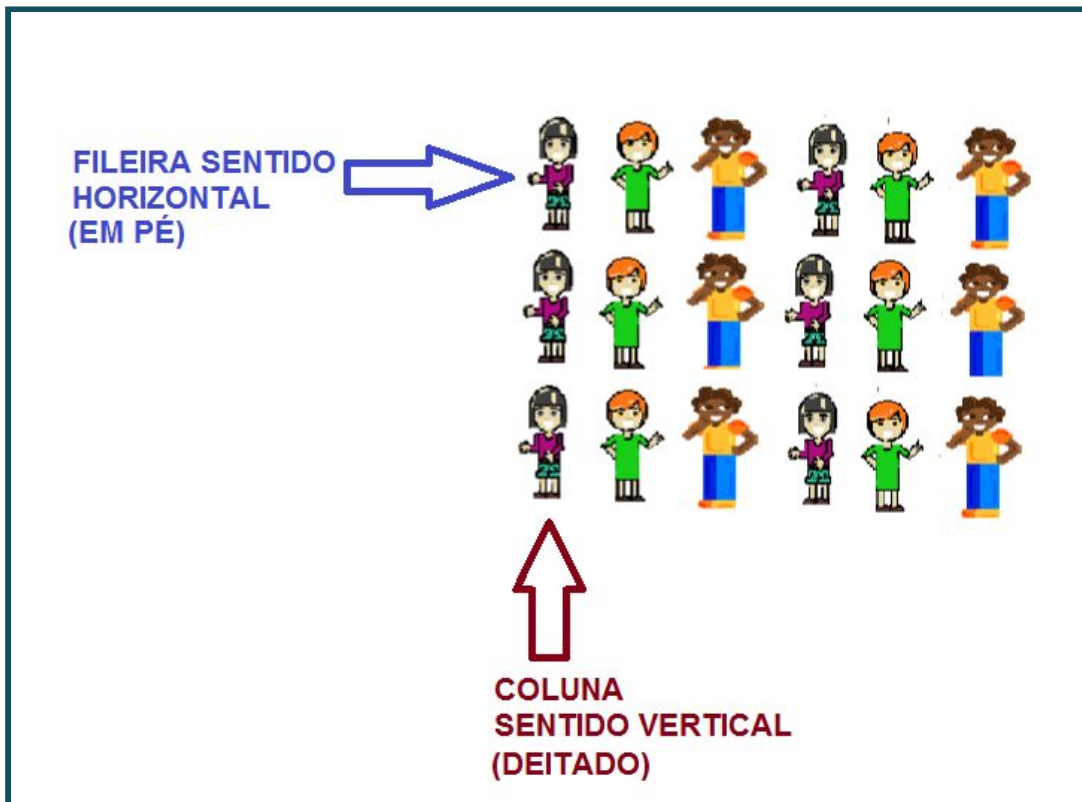 FILEIRA SENTIDO
HORIZONTAL
(EM PÉ)
COLUNA
SENTIDO VERTICAL
(DEITADO)